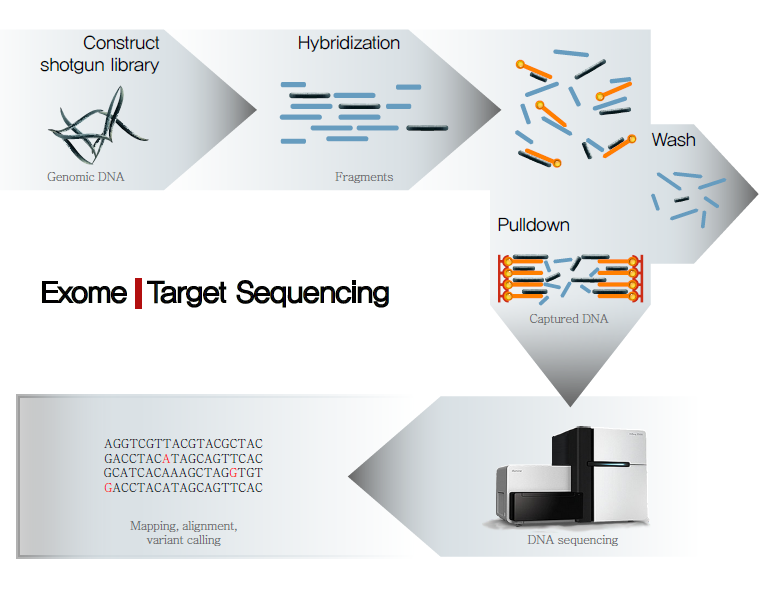 Construct
shotgun library
Genomic DNA
Hybridization
Fragments
Wash
Pulldown
Captured DNA
Exome Target Sequencing
AGGTCGTTACGTACGCTAC
GACCTACATAGCAGTTCAC
GCATCACAAAGCTAGGTGT
GACCTACATAGCAGTTCAC
Mapping, alignment,
variant calling
DNA sequencing